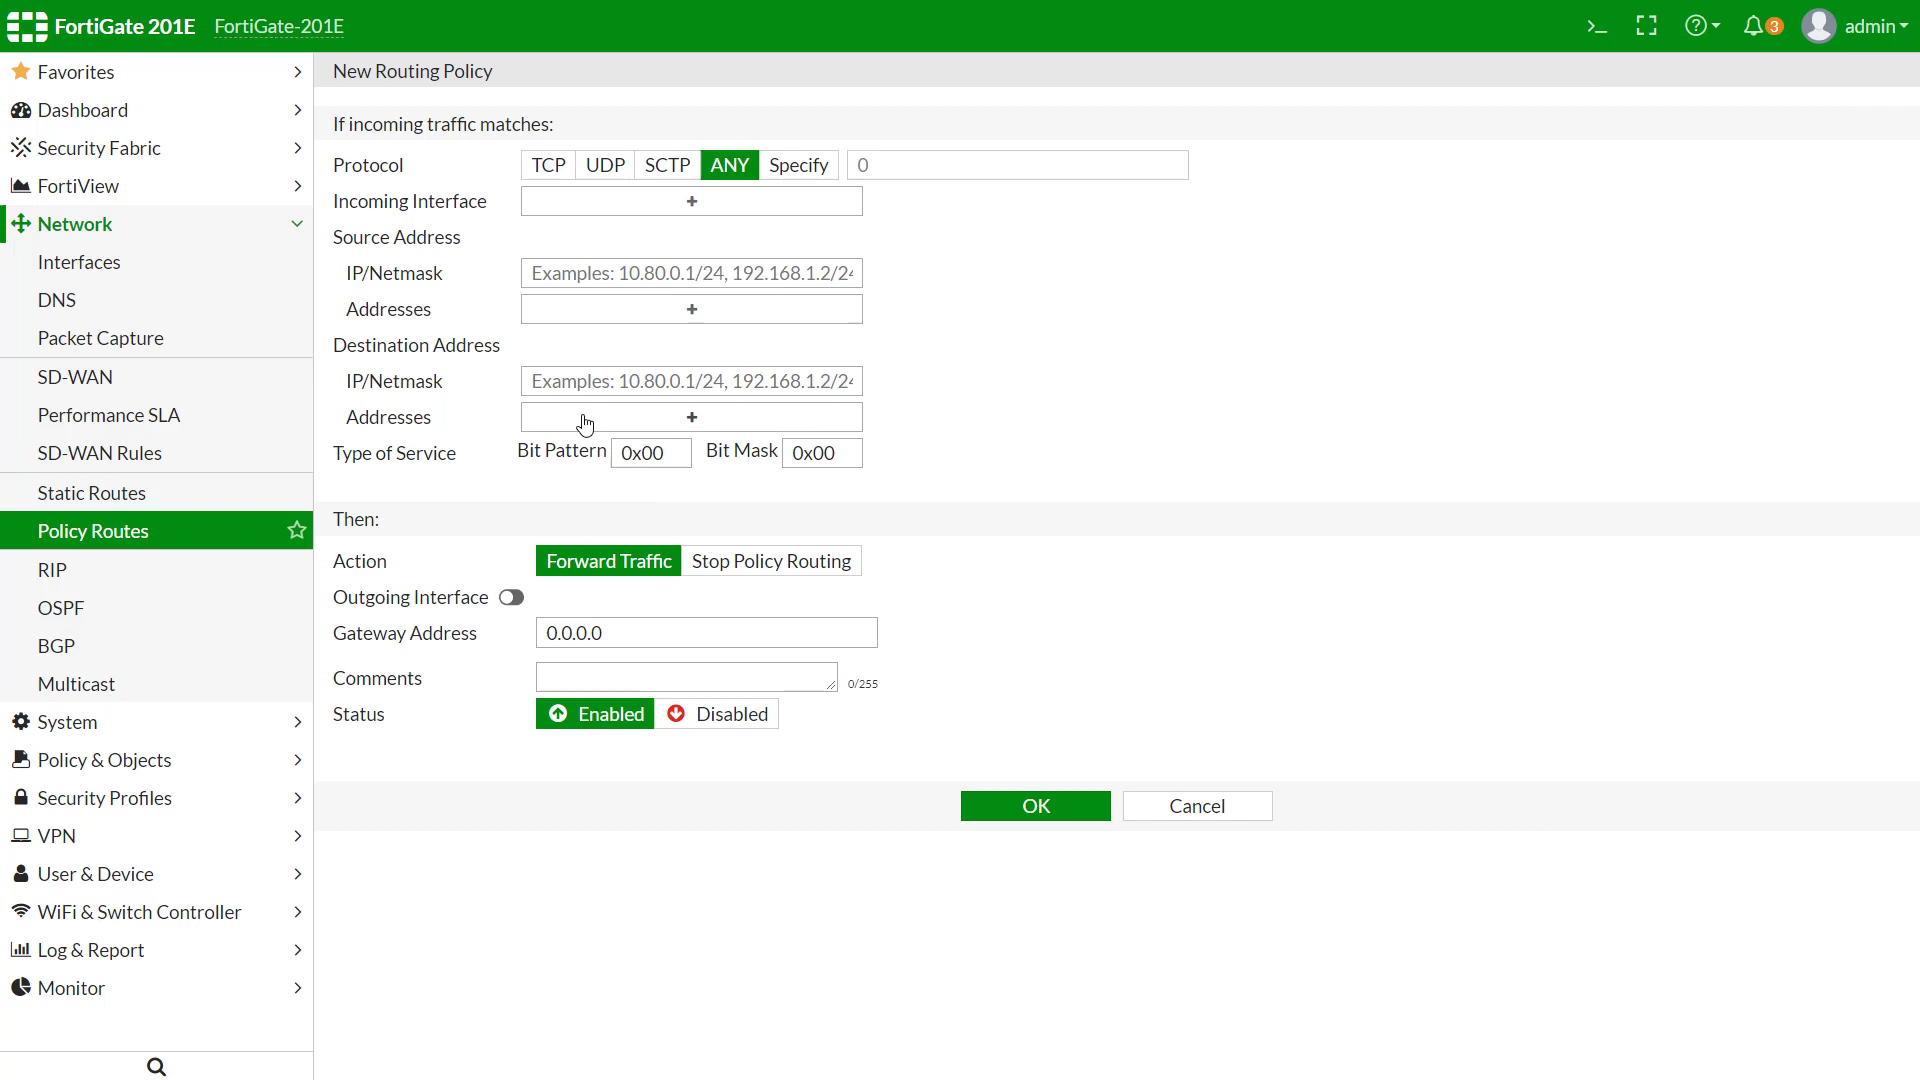 FortiGate 201E FortiGate-201E
3 admin
Favorites
Dashboard
Security Fabric
FortiView
Network
Interfaces
DNS
Packet Capture
SD-WAN
Performance SLA
SD-WAN Rules
Static Routes
Policy Routes
RIP
OSPF
BGP
Multicast
System
Policy & Objects
Security Profiles
VPN
User & Device
WiFi & Switch Controller
Log & Report
Monitor
New Routing Policy
If incoming traffic matches:
Protocol TCP UDP SCTP ANY Specify 0
Incoming Interface +
Source Address
IP/Netmask Examples: 10.80.0.1/24, 192.168.1.2/24
Addresses +
Destination Address
IP/Netmask Examples: 10.80.0.1/24, 192.168.1.2/24
Addresses +
Type of Service Bit Pattern 0x00 Bit Mask 0x00
Then:
Action Forward Traffic Stop Policy Routing
Outgoing Interface
Gateway Address 0.0.0.0
Comments 0/255
Status Enabled Disabled
OK Cancel